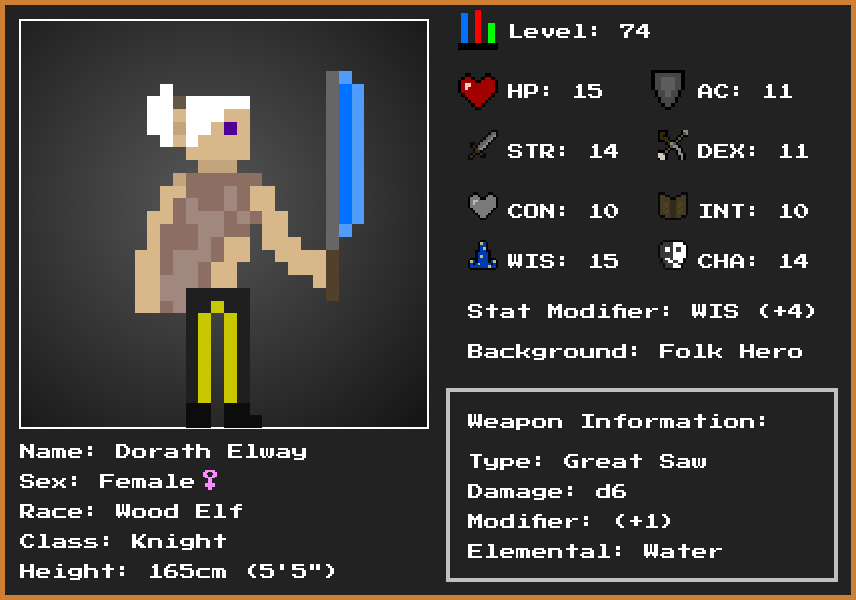 Level: 74
HP: 15
AC: 11
STR: 14
DEX: 11
CON: 10
INT: 10
WIS: 15
CHA: 14
Stat Modifier: WIS (+4)
Background: Folk Hero
Weapon Information:
Type: Great Saw
Damage: d6
Modifier: (+1)
Elemental: Water
Name: Dorath Elway
Sex: Female♀
Race: Wood Elf
Class: Knight
Height: 165cm (5'5")